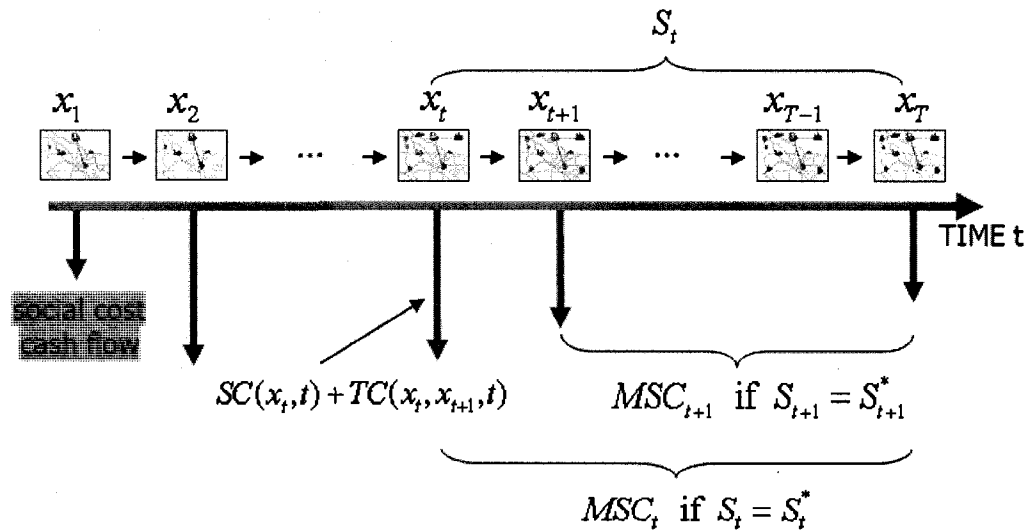 S_t
x_1 x_2 x_t x_{t+1} x_{T-1} x_T
... ...
TIME t
social cost
cash flow
SC(x_t,t)+TC(x_t,x_{t+1},t)
MSC_{t+1} if S_{t+1} = S^*_{t+1}
MSC_t if S_t = S^*_t